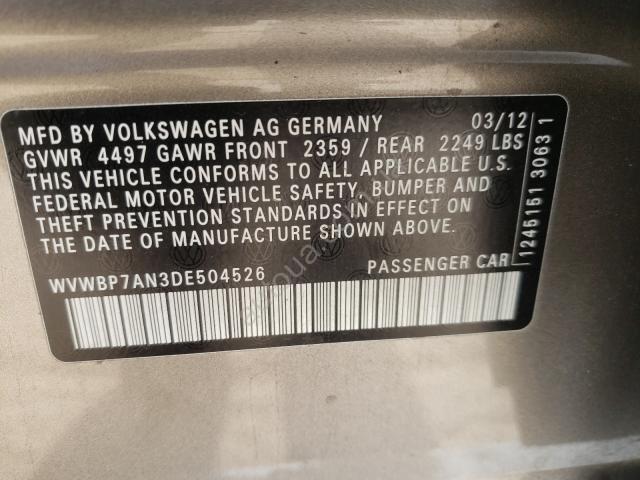 MFD BY VOLKSWAGEN AG GERMANY 03/12
GVWR 4497 GAWR FRONT 2359 / REAR 2249 LBS
THIS VEHICLE CONFORMS TO ALL APPLICABLE U.S.
FEDERAL MOTOR VEHICLE SAFETY, BUMPER AND
THEFT PREVENTION STANDARDS IN EFFECT ON
THE DATE OF MANUFACTURE SHOWN ABOVE.
WVWBP7AN3DE504526 PASSENGER CAR
1245151 3063 1